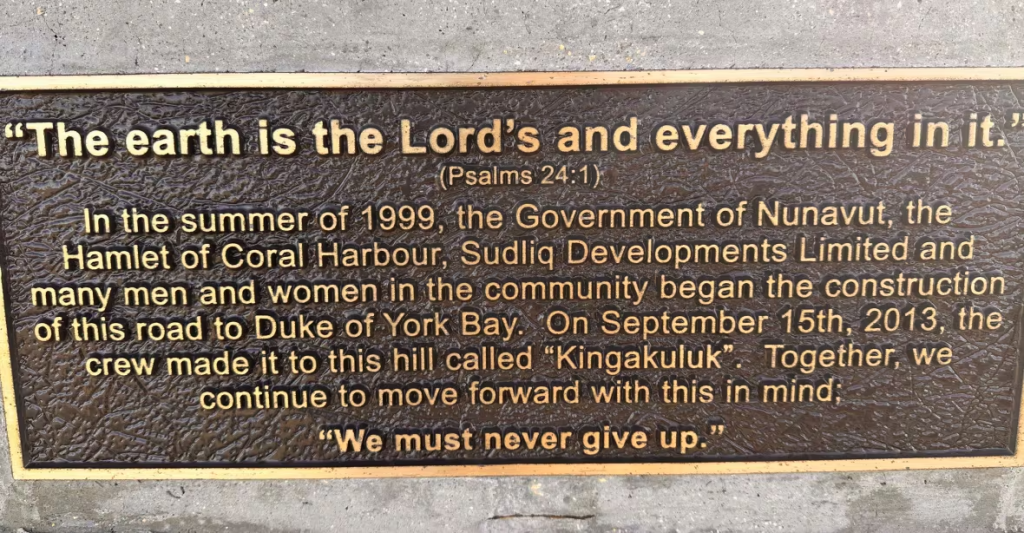 “The earth is the Lord’s and everything in it.”
(Psalms 24:1)
In the summer of 1999, the Government of Nunavut, the
Hamlet of Coral Harbour, Sudliq Developments Limited and
many men and women in the community began the construction
of this road to Duke of York Bay.  On September 15th, 2013, the
crew made it to this hill called “Kingakuluk”.  Together, we
continue to move forward with this in mind;
“We must never give up.”